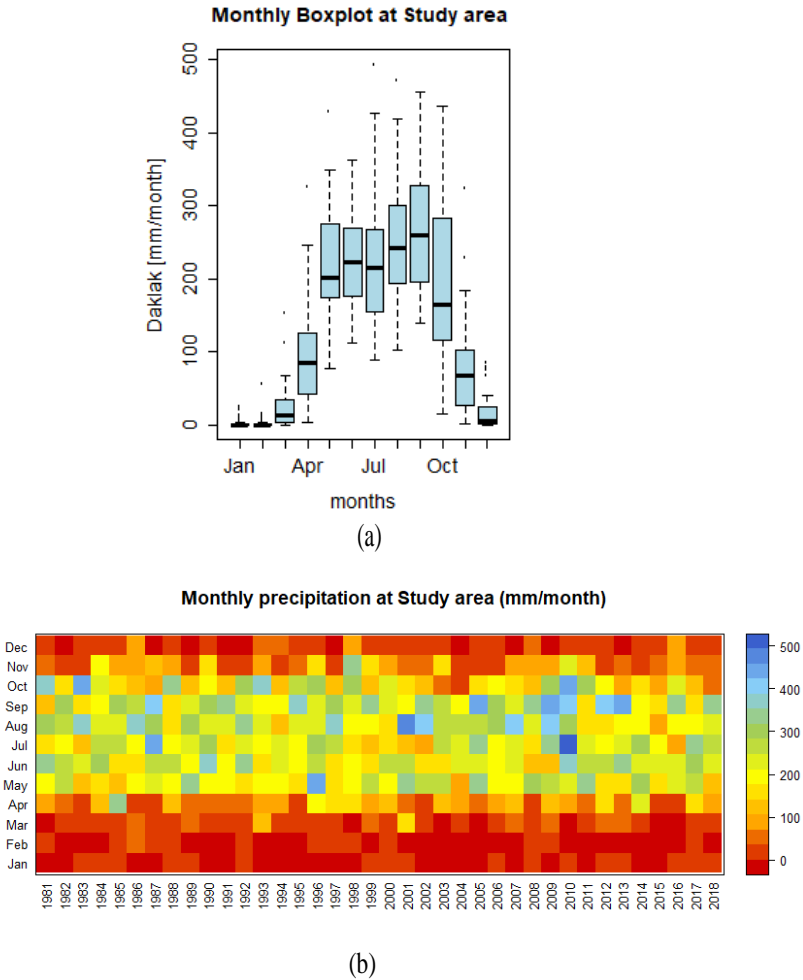 Monthly Boxplot at Study area
500
400
300
200
100
0
Daklak [mm/month]
Jan Apr Jul Oct
months
(a)
Monthly precipitation at Study area (mm/month)
Dec
Nov
Oct
Sep
Aug
Jul
Jun
May
Apr
Mar
Feb
Jan
500
400
300
200
100
0
1981 1982 1983 1984 1985 1986 1987 1988 1989 1990 1991 1992 1993 1994 1995 1996 1997 1998 1999 2000 2001 2002 2003 2004 2005 2006 2007 2008 2009 2010 2011 2012 2013 2014 2015 2016 2017 2018
(b)